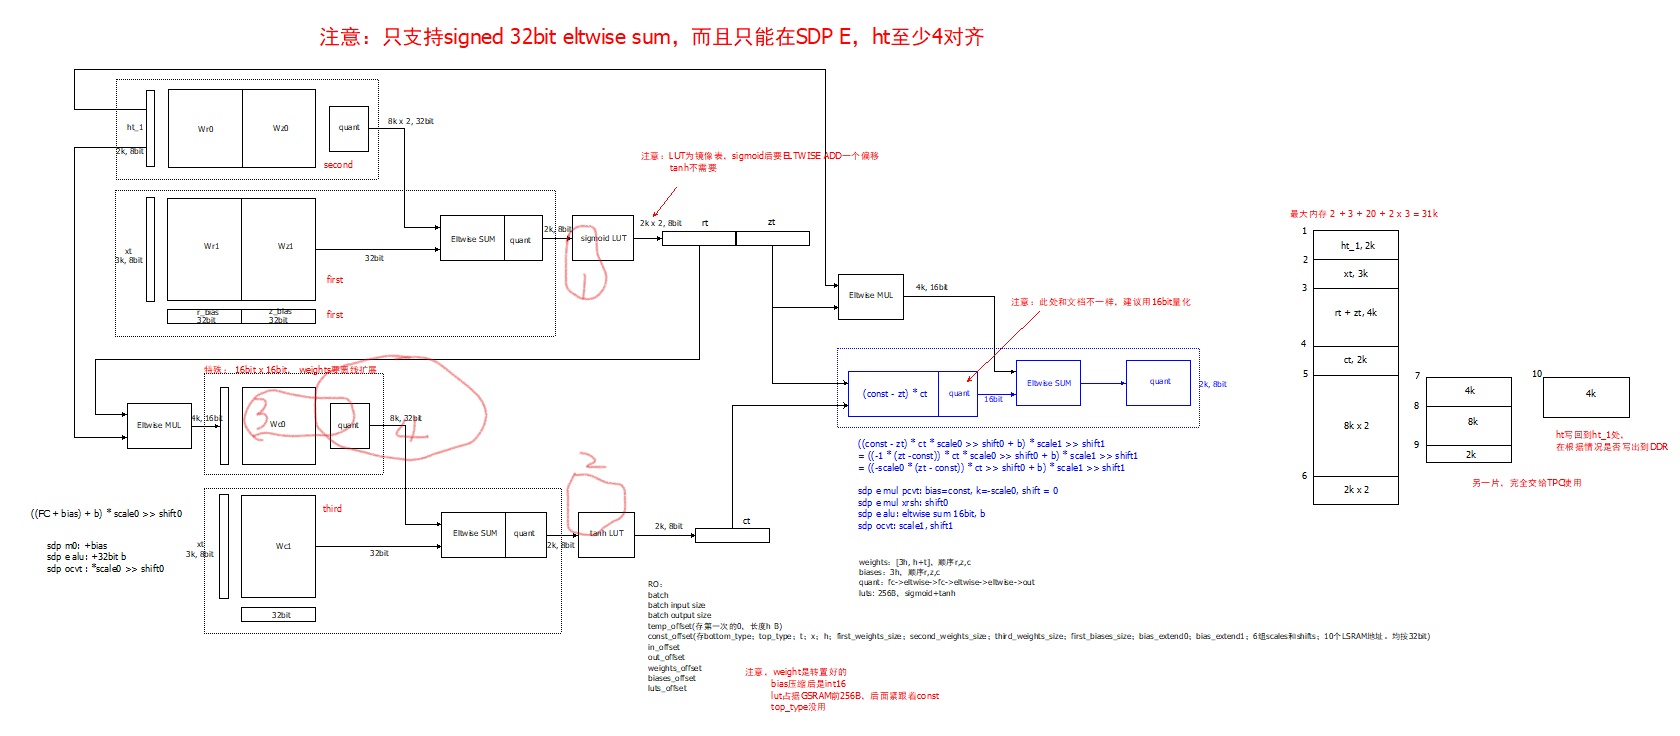 注意：只支持signed 32bit eltwise sum，而且只能在SDP E，ht至少4对齐
ht_1
2k, 8bit
Wr0
Wz0
quant
second
8k x 2, 32bit
xt
3k, 8bit
Wr1
Wz1
first
r_bias
32bit
z_bias
32bit
first
32bit
Eltwise SUM
quant
2k, 8bit
sigmoid LUT
1
注意：LUT为镜像表，sigmoid后要ELTWISE ADD一个偏移
tanh不需要
2k x 2, 8bit
rt
zt
Eltwise MUL
4k, 16bit
注意：此处和文档不一样，建议用16bit量化
(const - zt) * ct
quant
16bit
Eltwise SUM
quant
2k, 8bit
特殊：16bit x 16bit， weights要离线扩展
Eltwise MUL
4k, 16bit
3
Wc0
quant
4
8k, 32bit
((FC + bias) + b) * scale0 >> shift0
sdp m0: +bias
sdp e alu: +32bit b
sdp ocvt : *scale0 >> shift0
xt
3k, 8bit
Wc1
third
32bit
32bit
Eltwise SUM
quant
2k, 8bit
2
tanh LUT
2k, 8bit
ct
((const - zt) * ct * scale0 >> shift0 + b) * scale1 >> shift1
= ((-1 * (zt -const)) * ct * scale0 >> shift0 + b) * scale1 >> shift1
= ((-scale0 * (zt - const)) * ct >> shift0 + b) * scale1 >> shift1
sdp e mul pcvt: bias=const, k=-scale0, shift = 0
sdp e mul xrsh: shift0
sdp e alu: eltwise sum 16bit, b
sdp ocvt: scale1, shift1
weights: [3h, h+t]，顺序r,z,c
biases: 3h， 顺序r,z,c
quant: fc->eltwise->fc->eltwise->eltwise->out
luts: 256B，sigmoid+tanh
RO：
batch
batch input size
batch output size
temp_offset(存第一次的0，长度h B)
const_offset(存bottom_type；top_type；t；x；h；first_weights_size；second_weights_size；third_weights_size；first_biases_size；bias_extend0；bias_extend1；6组scales和shifts；10个LSRAM地址，均按32bit)
in_offset
out_offset
weights_offset
biases_offset
luts_offset
注意，weight是转置好的
bias压缩后是int16
lut占据GSRAM前256B，后面紧跟着const
top_type没用
最大内存 2 + 3 + 20 + 2 x 3 = 31k
1
ht_1, 2k
2
xt, 3k
3
rt + zt, 4k
4
ct, 2k
5
8k x 2
6
2k x 2
7
4k
8
8k
9
2k
10
4k
ht写回到ht_1处，
在根据情况是否写出到DDR
另一片，完全交给TPC使用